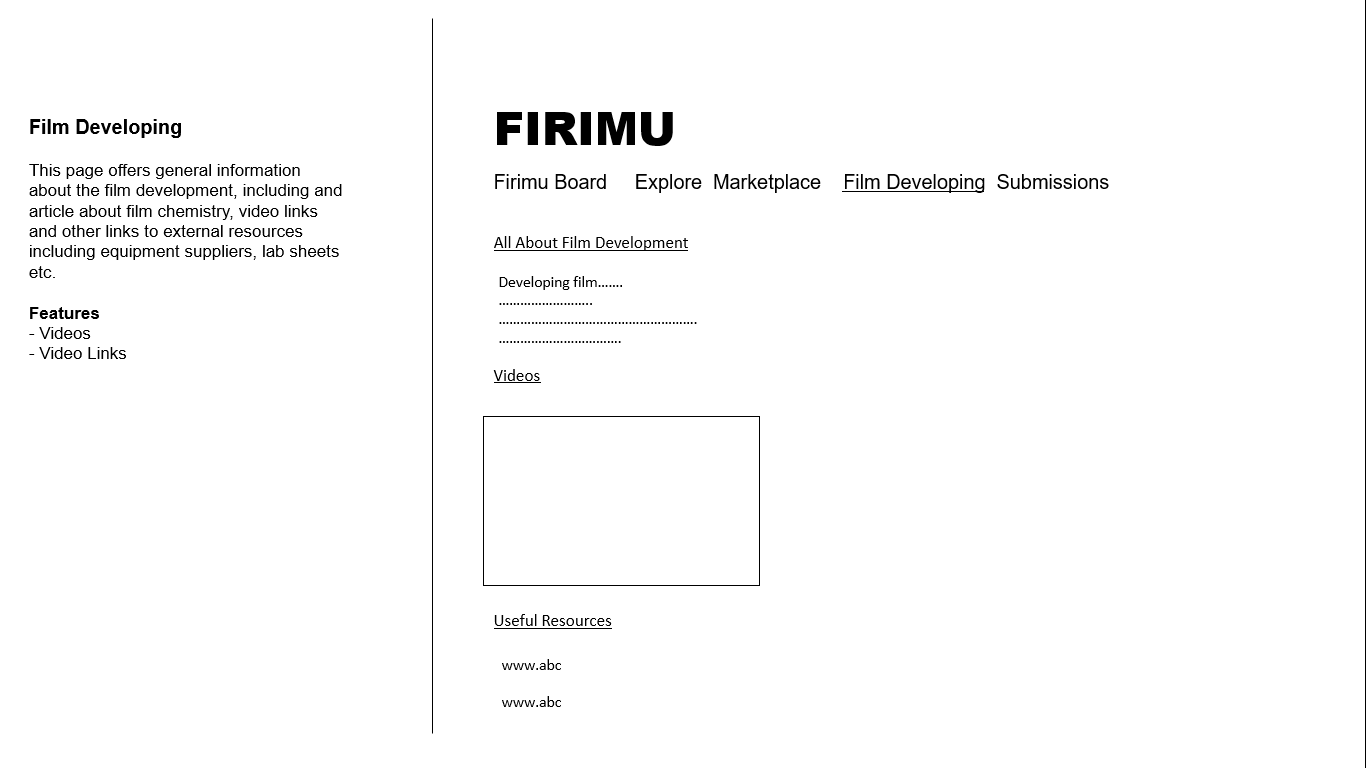 Film Developing
This page offers general information
about the film development, including and
article about film chemistry, video links
and other links to external resources
including equipment suppliers, lab sheets
etc.
Features
- Videos
- Video Links
FIRIMU
Firimu Board Explore Marketplace Film Developing Submissions
All About Film Development
Developing film.......
..........................
.......................................................
..................................
Videos
Useful Resources
www.abc
www.abc